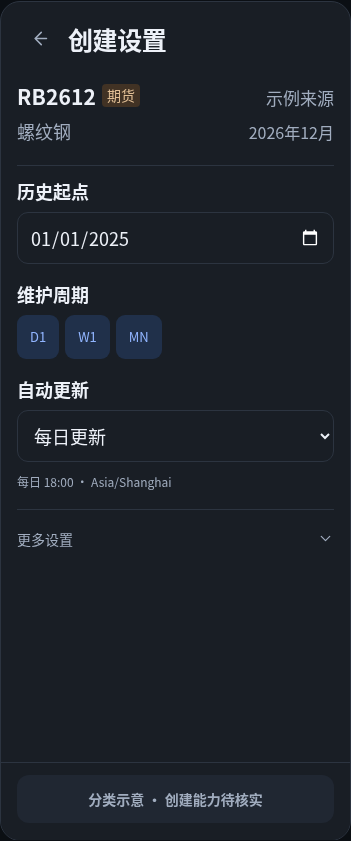 创建设置
RB2612 期货 示例来源
螺纹钢 2026年12月
历史起点
01/01/2025
维护周期
D1 W1 MN
自动更新
每日更新
每日 18:00 · Asia/Shanghai
更多设置
分类示意 · 创建能力待核实